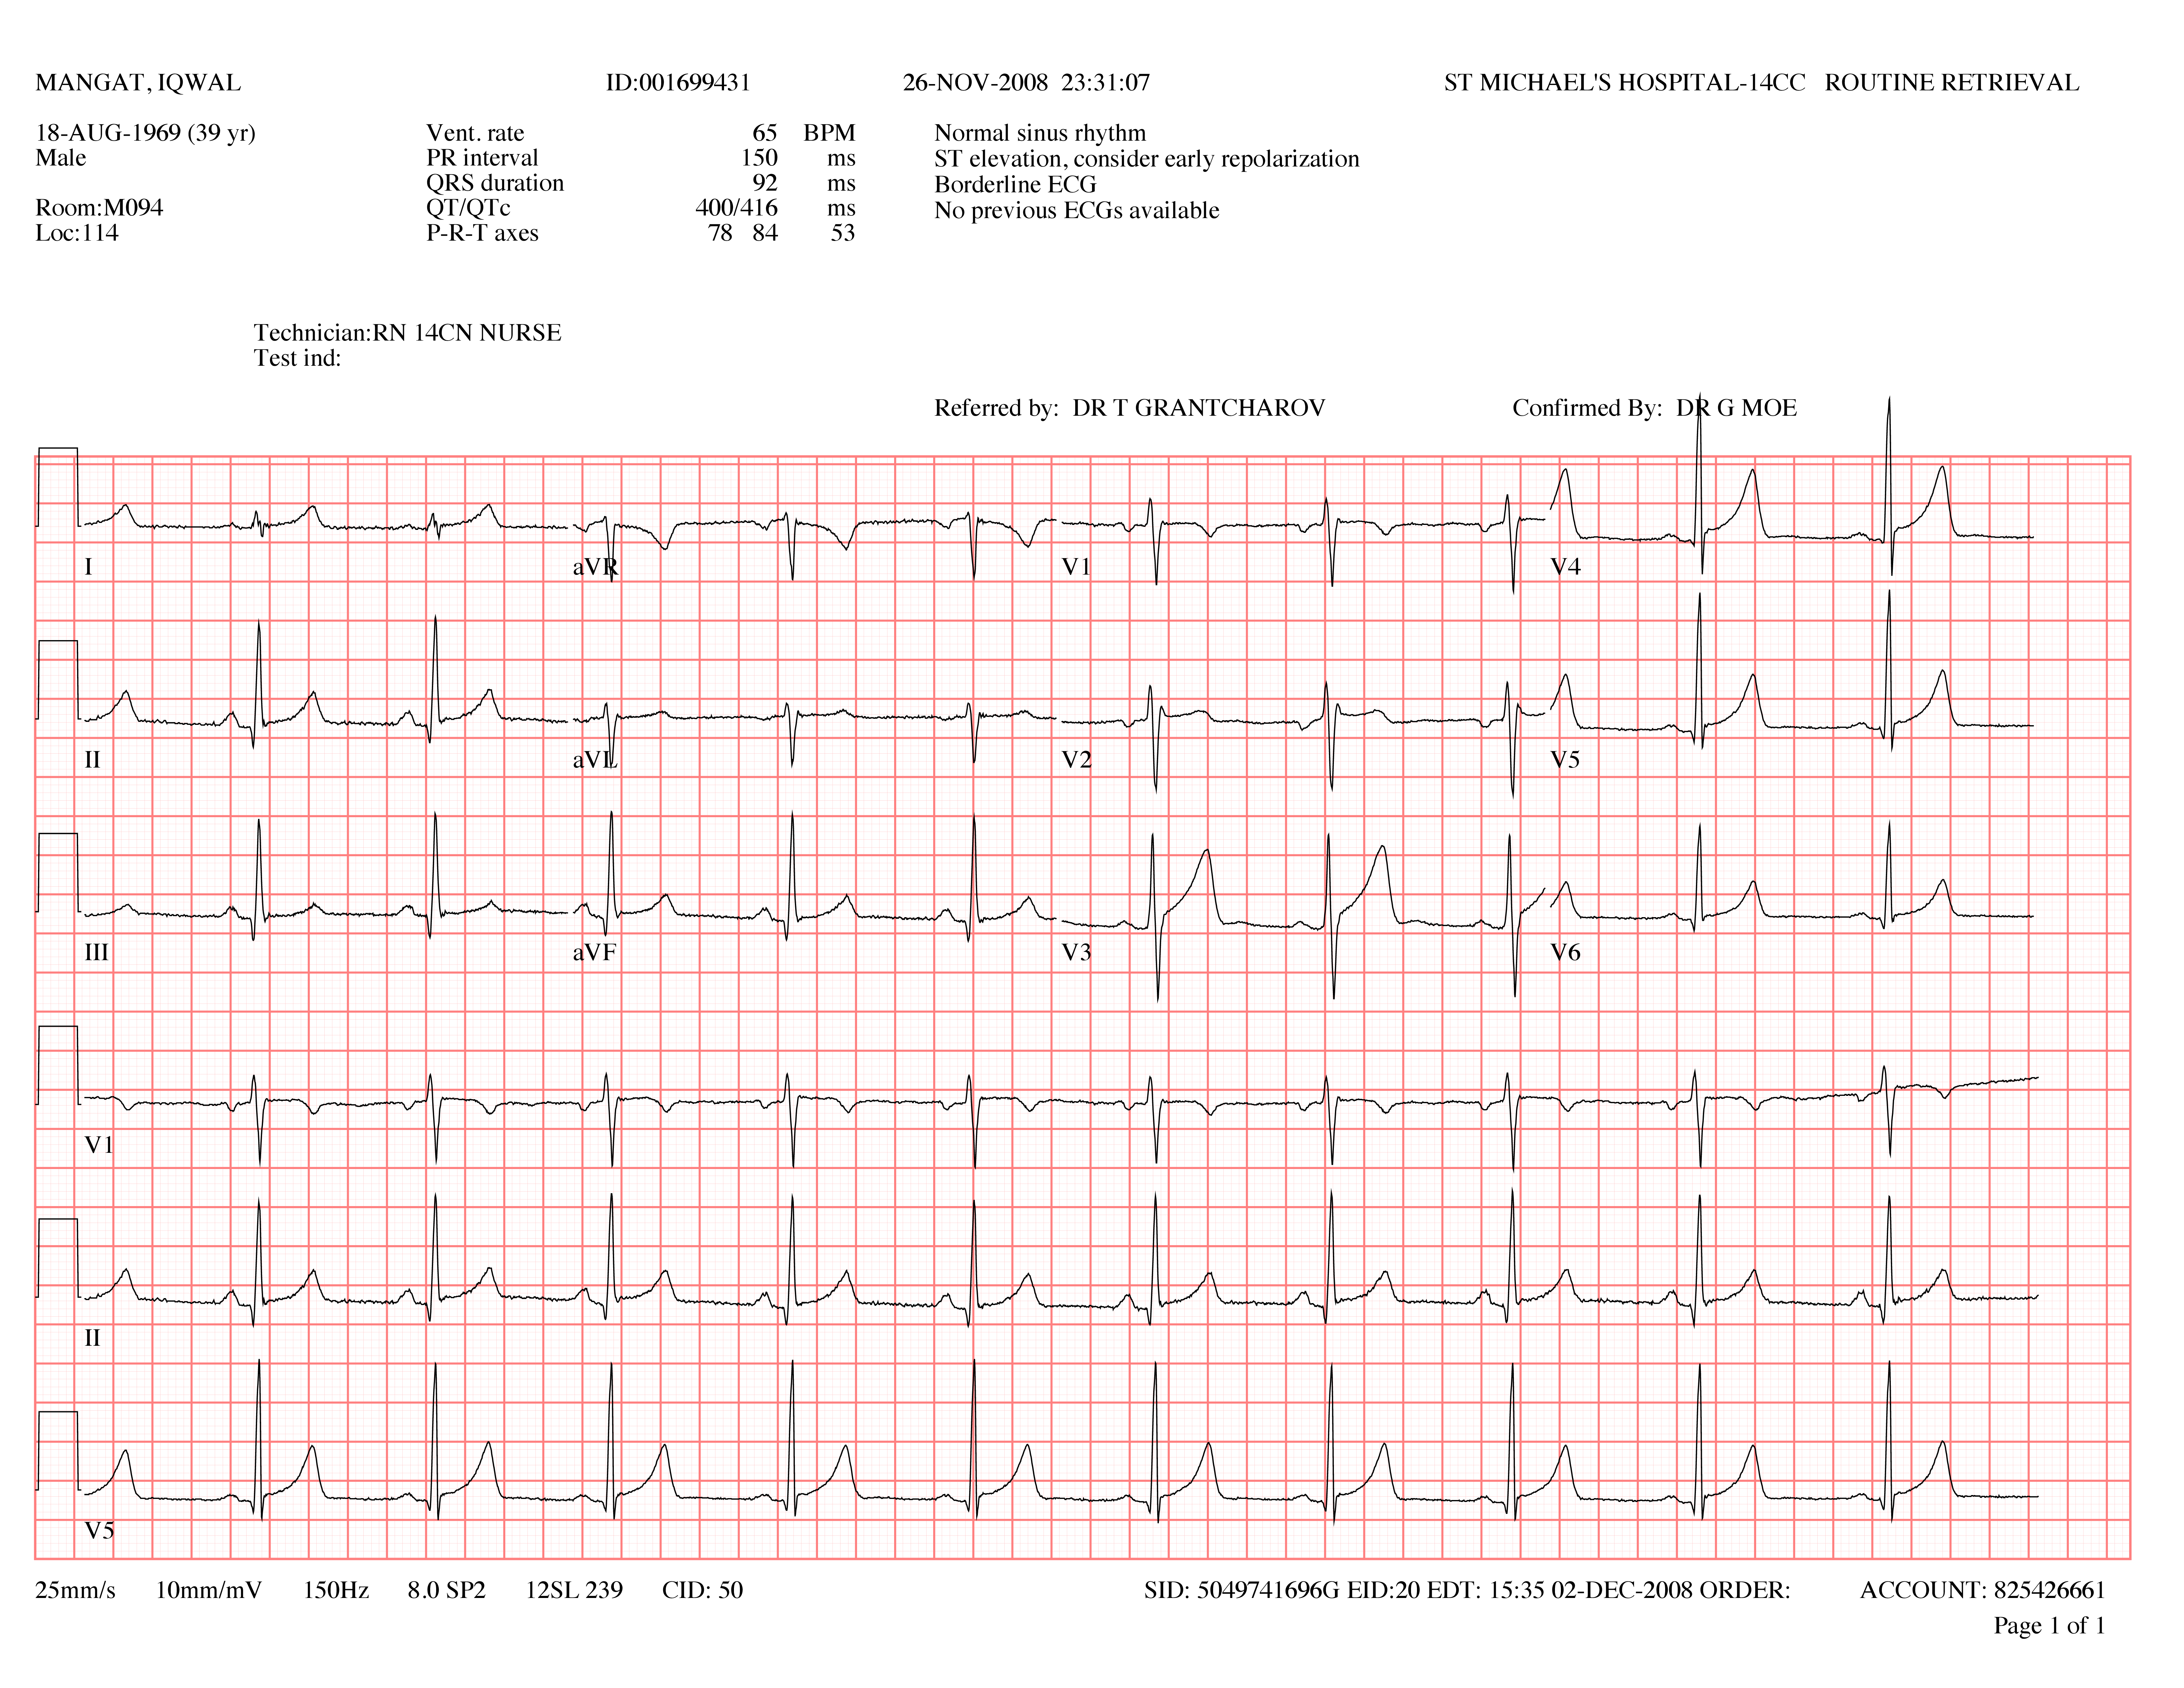 MANGAT, IQWAL ID:001699431 26-NOV-2008 23:31:07 ST MICHAEL'S HOSPITAL-14CC ROUTINE RETRIEVAL
18-AUG-1969 (39 yr) Vent. rate 65 BPM Normal sinus rhythm
Male PR interval 150 ms ST elevation, consider early repolarization
QRS duration 92 ms Borderline ECG
Room:M094 QT/QTc 400/416 ms No previous ECGs available
Loc:114 P-R-T axes 78 84 53
Technician:RN 14CN NURSE
Test ind:
Referred by: DR T GRANTCHAROV Confirmed By: DR G MOE
I aVR V1 V4
II aVL V2 V5
III aVF V3 V6
V1
II
V5
25mm/s 10mm/mV 150Hz 8.0 SP2 12SL 239 CID: 50 SID: 5049741696G EID:20 EDT: 15:35 02-DEC-2008 ORDER: ACCOUNT: 825426661
Page 1 of 1